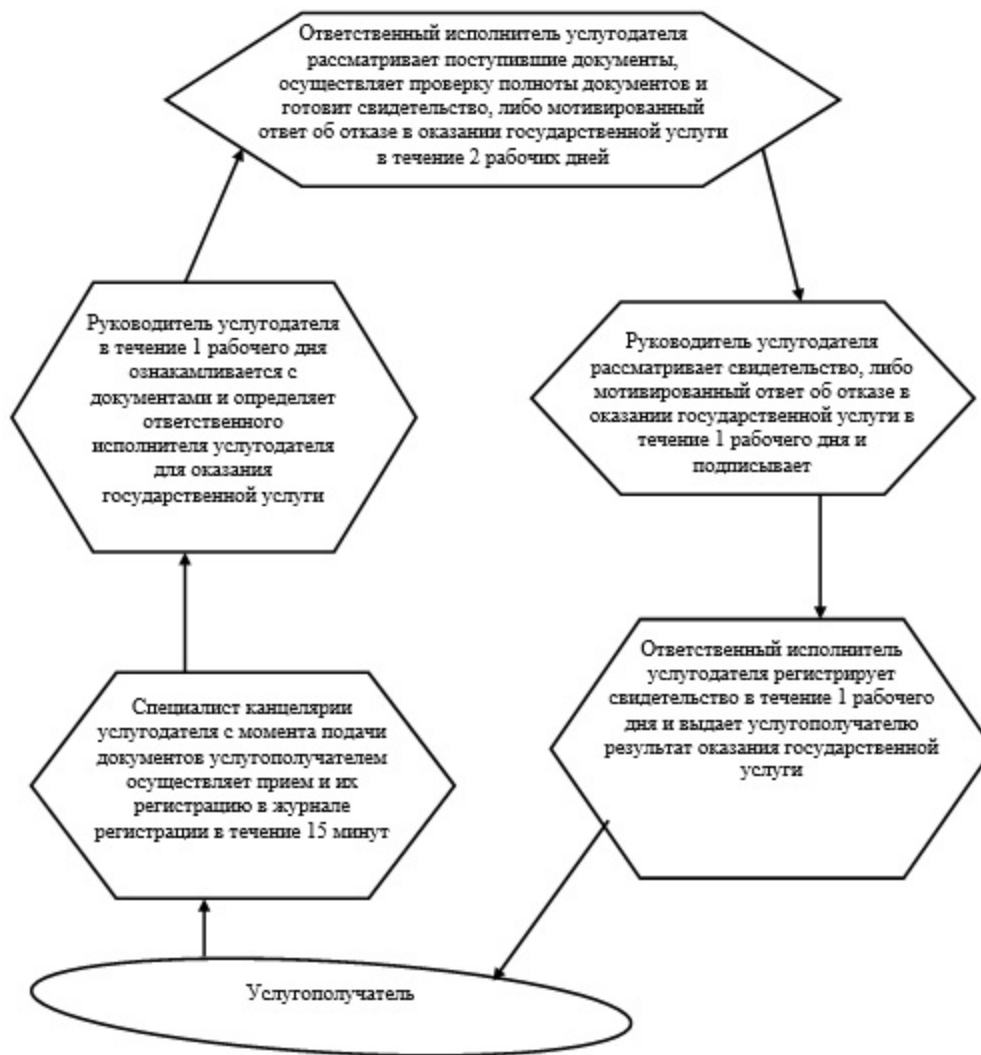 Ответственный исполнитель услугодателя
рассматривает поступившие документы,
осуществляет проверку полноты документов и
готовит свидетельство, либо мотивированный
ответ об отказе в оказании государственной услуги
в течение 2 рабочих дней
Руководитель услугодателя
в течение 1 рабочего дня
ознакамливается с
документами и определяет
ответственного
исполнителя услугодателя
для оказания
государственной услуги
Руководитель услугодателя
рассматривает свидетельство, либо
мотивированный ответ об отказе в
оказании государственной услуги в
течение 1 рабочего дня и
подписывает
Специалист канцелярии
услугодателя с момента подачи
документов услугополучателем
осуществляет прием и их
регистрацию в журнале
регистрации в течение 15 минут
Ответственный исполнитель
услугодателя регистрирует
свидетельство в течение 1 рабочего
дня и выдает услугополучателю
результат оказания государственной
услуги
Услугополучатель